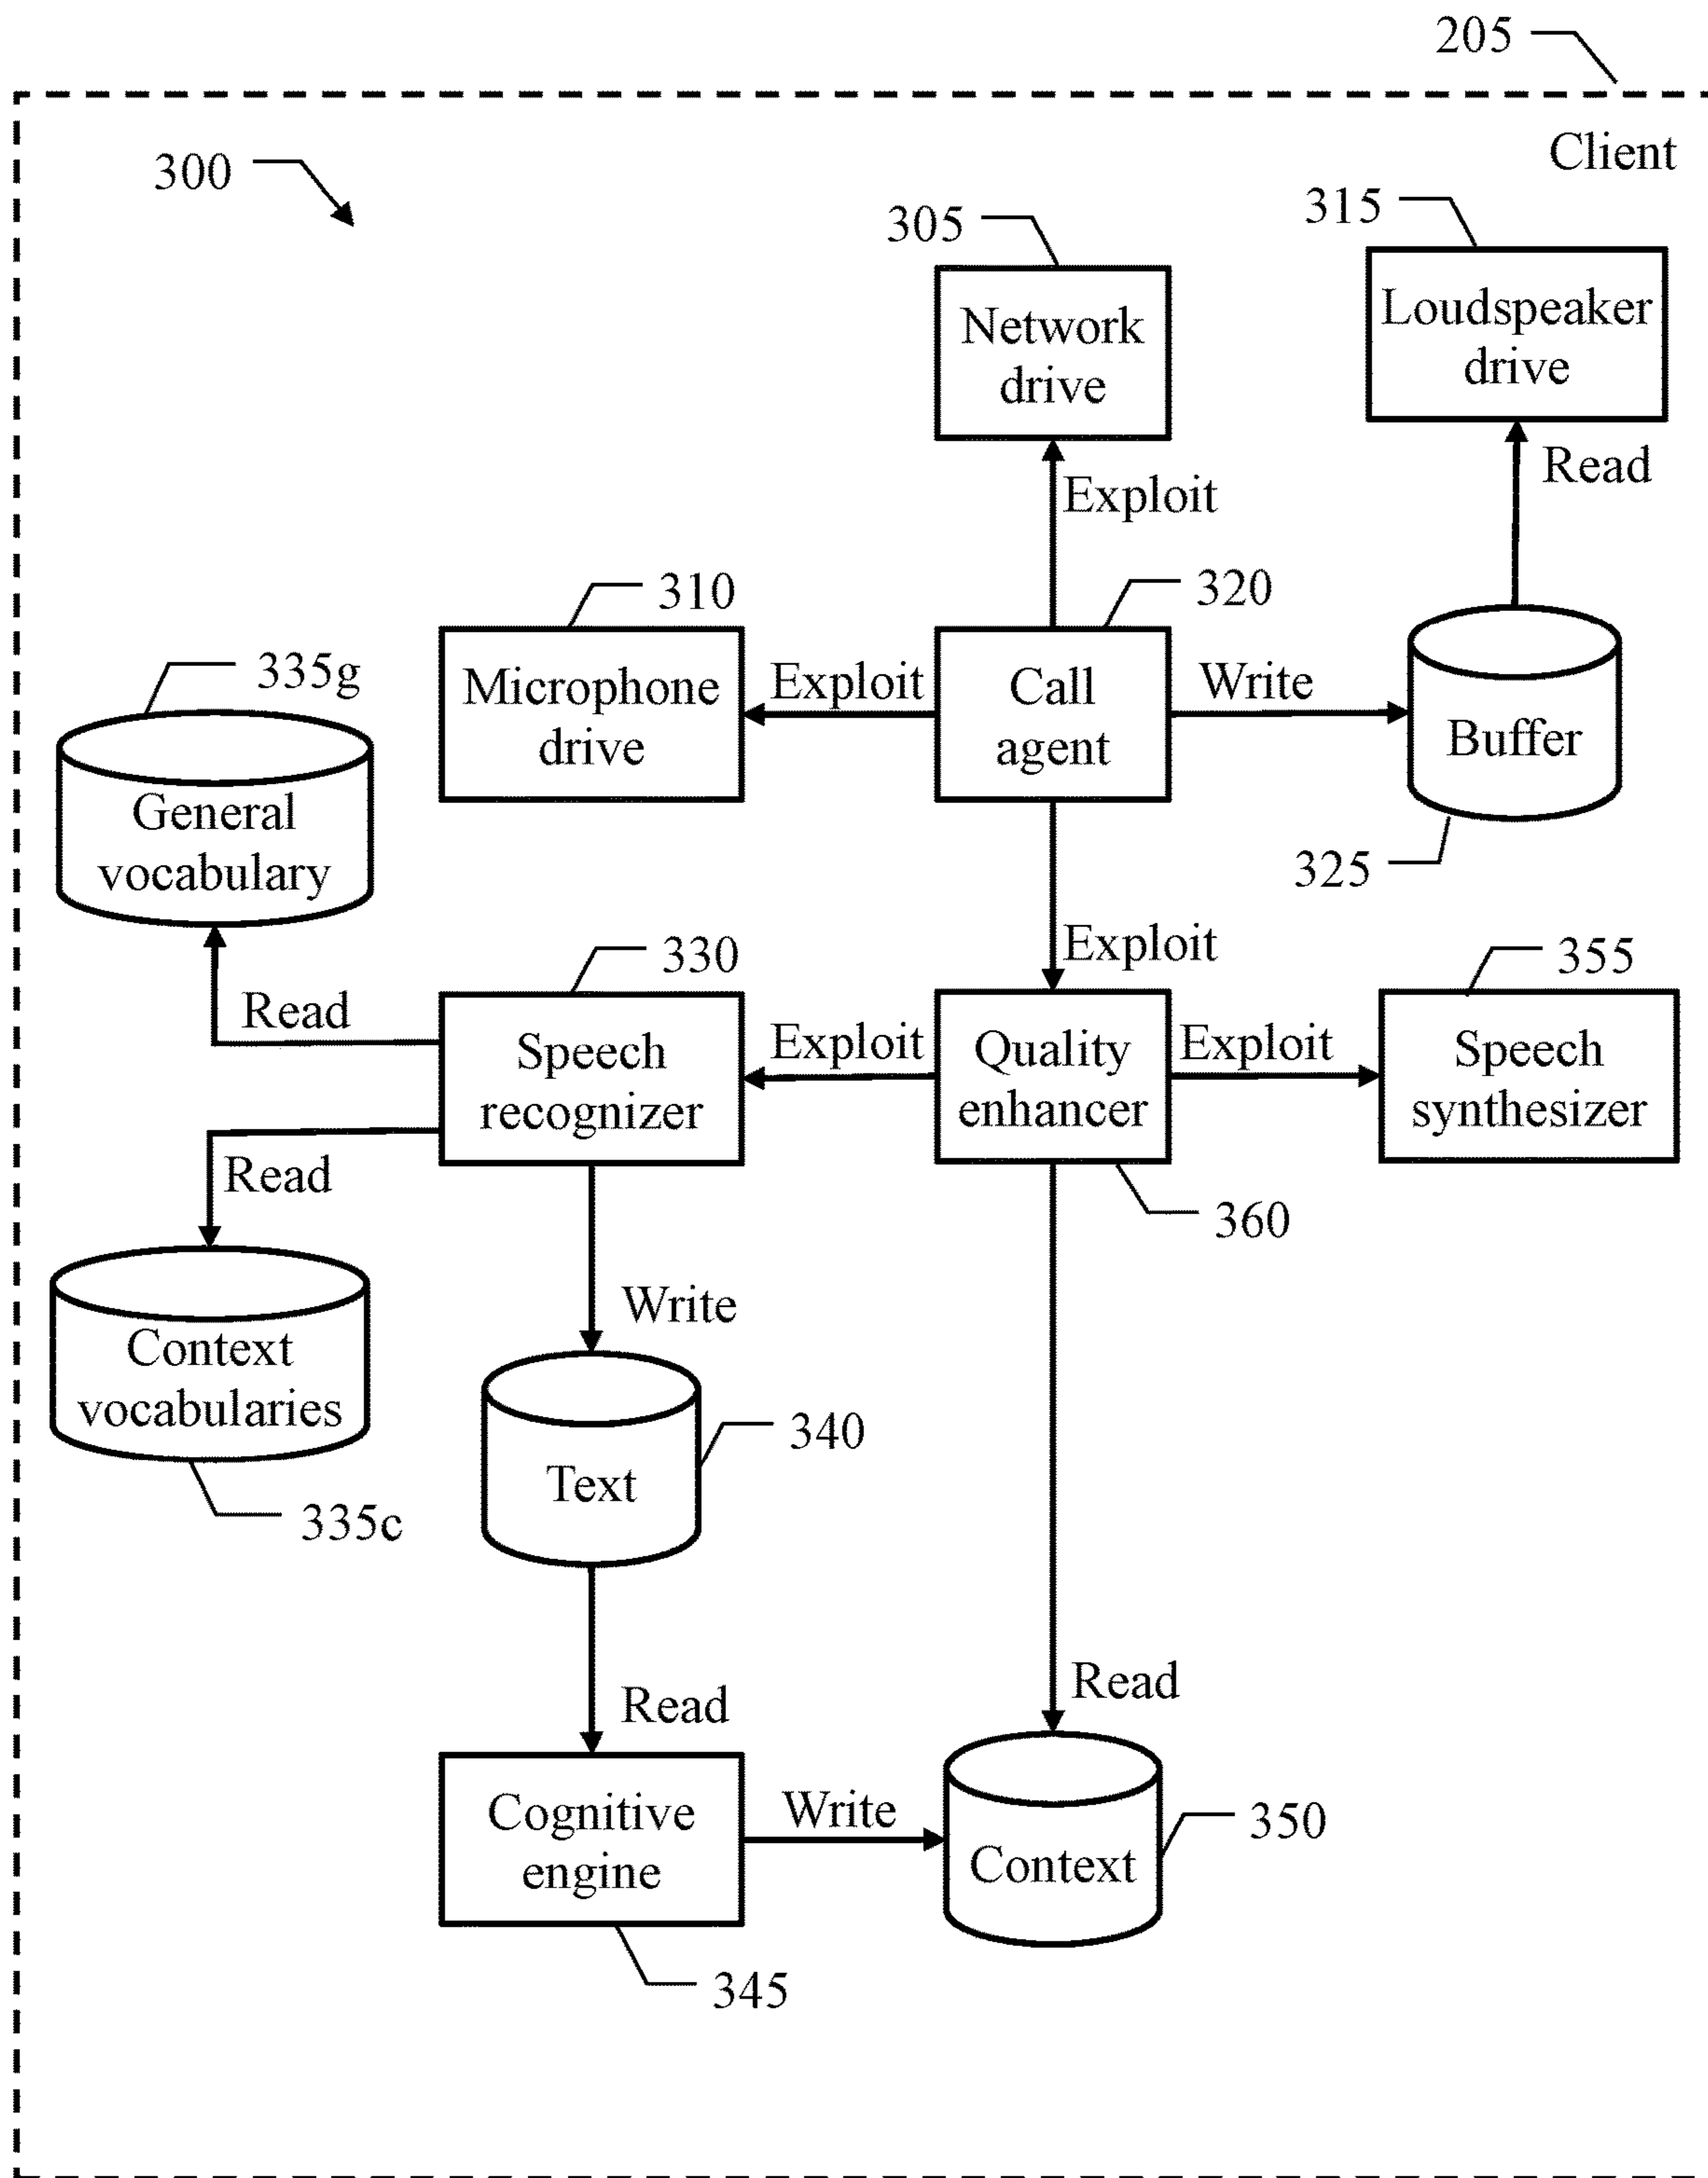 205
Client
300
305
315
Network
drive
Loudspeaker
drive
Read
Exploit
310
320
335g
Microphone
drive
Exploit
Call
agent
Write
Buffer
General
vocabulary
325
Exploit
330
355
Read
Speech
recognizer
Exploit
Quality
enhancer
Exploit
Speech
synthesizer
Read
360
Write
Context
vocabularies
340
Text
335c
Read
Read
Cognitive
engine
Write
Context
350
345